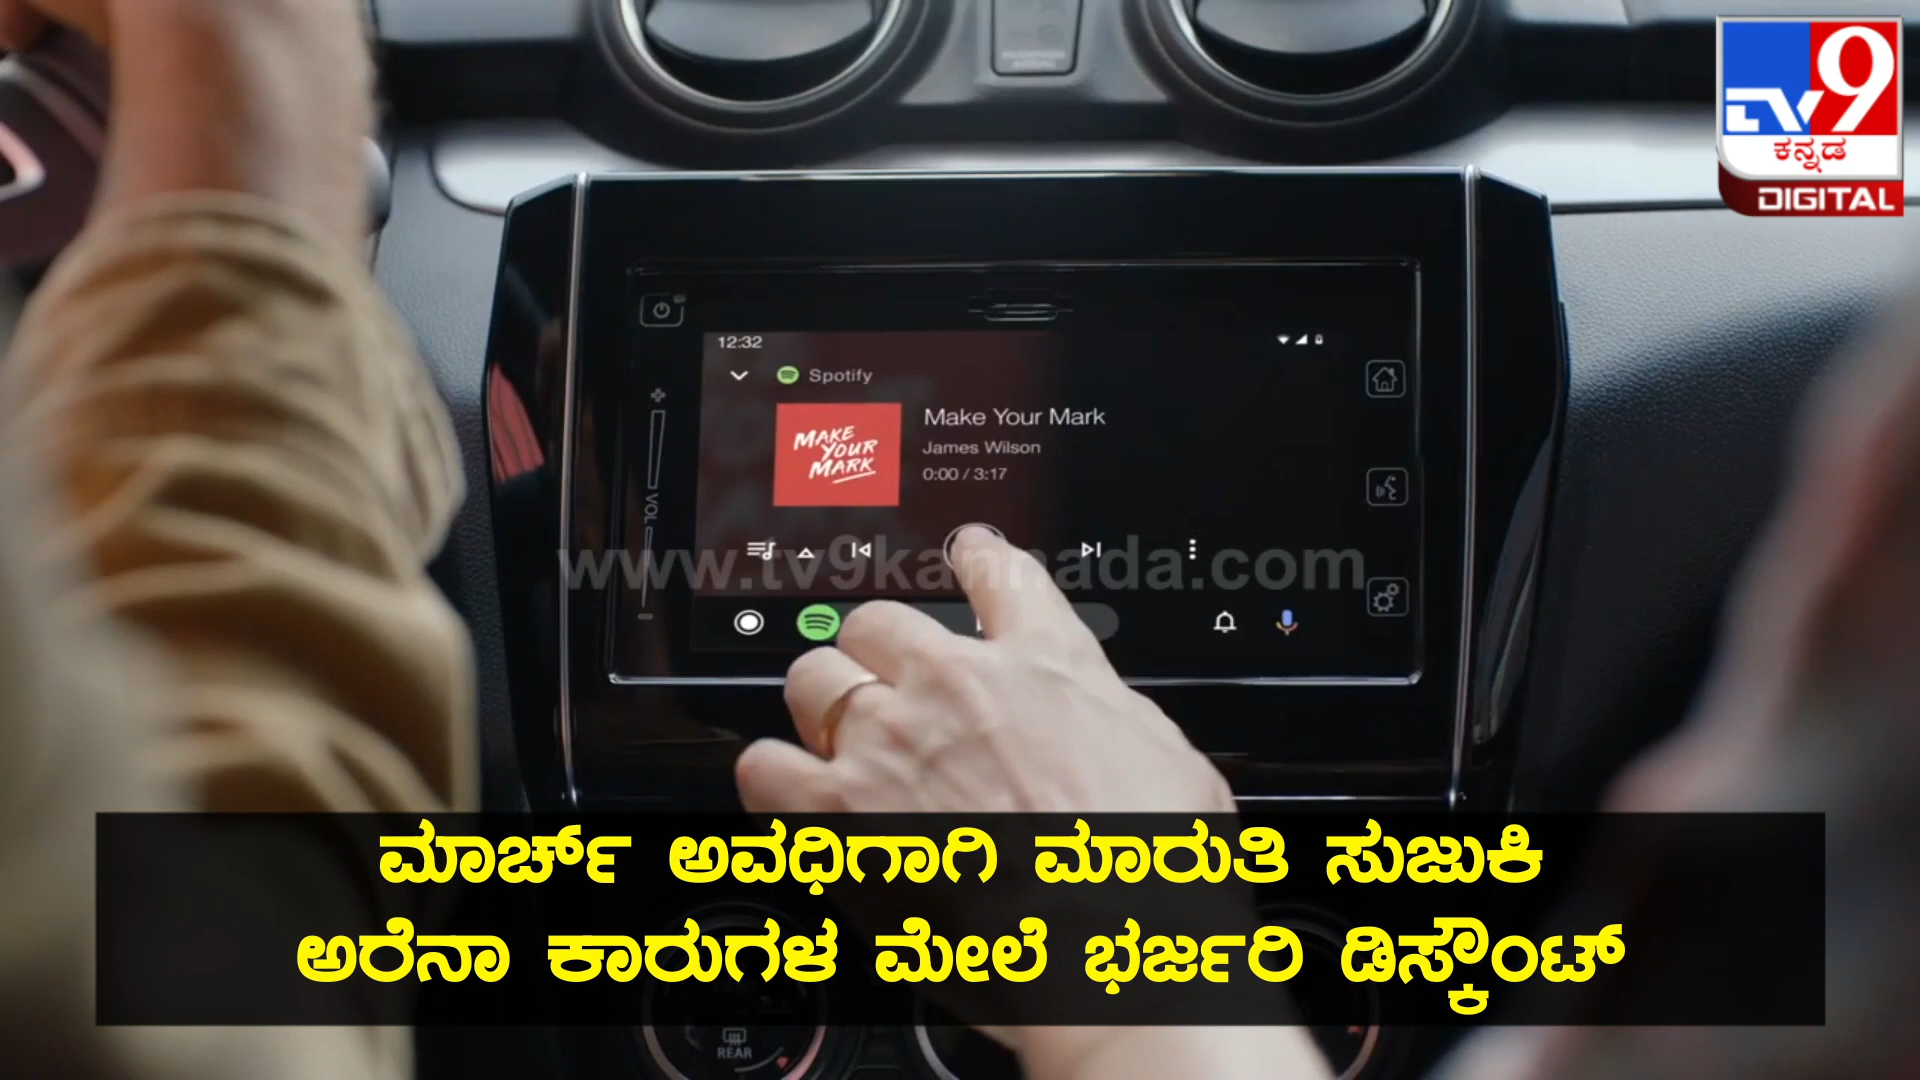 TV9
ಕನ್ನಡ
DIGITAL
12:32
Spotify
MAKE
YOUR
MARK
Make Your Mark
James Wilson
0:00 / 3:17
VOL
www.tv9kannada.com
ಮಾರ್ಚ್ ಅವಧಿಗಾಗಿ ಮಾರುತಿ ಸುಜುಕಿ
ಅರೆನಾ ಕಾರುಗಳ ಮೇಲೆ ಭರ್ಜರಿ ಡಿಸ್ಕೌಂಟ್
REAR